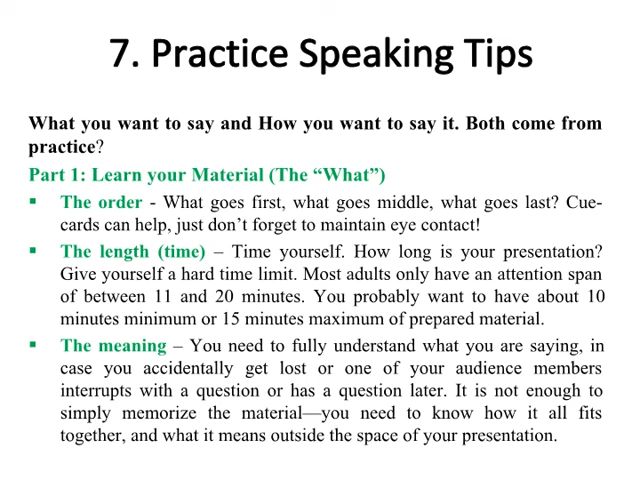 7. Practice Speaking Tips
What you want to say and How you want to say it. Both come from
practice?
Part 1: Learn your Material (The “What”)
▪ The order - What goes first, what goes middle, what goes last? Cue-
cards can help, just don’t forget to maintain eye contact!
▪ The length (time) – Time yourself. How long is your presentation?
Give yourself a hard time limit. Most adults only have an attention span
of between 11 and 20 minutes. You probably want to have about 10
minutes minimum or 15 minutes maximum of prepared material.
▪ The meaning – You need to fully understand what you are saying, in
case you accidentally get lost or one of your audience members
interrupts with a question or has a question later. It is not enough to
simply memorize the material—you need to know how it all fits
together, and what it means outside the space of your presentation.